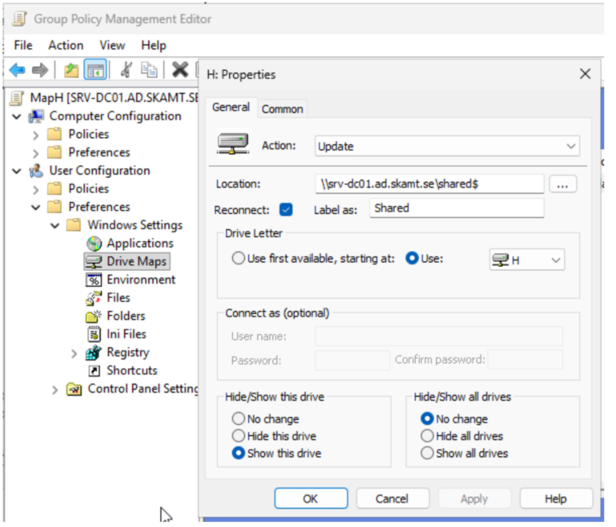 Group Policy Management Editor
File Action View Help
MapH [SRV-DC01.AD.SKAMT.SE
Computer Configuration
Policies
Preferences
User Configuration
Policies
Preferences
Windows Settings
Applications
Drive Maps
Environment
Files
Folders
Ini Files
Registry
Shortcuts
Control Panel Setting
H: Properties
General Common
Action: Update
Location: \\srv-dc01.ad.skamt.se\shared$ ...
Reconnect: Label as: Shared
Drive Letter
Use first available, starting at: Use: H
Connect as (optional)
User name:
Password: Confirm password:
Hide/Show this drive
No change
Hide this drive
Show this drive
Hide/Show all drives
No change
Hide all drives
Show all drives
OK Cancel Apply Help